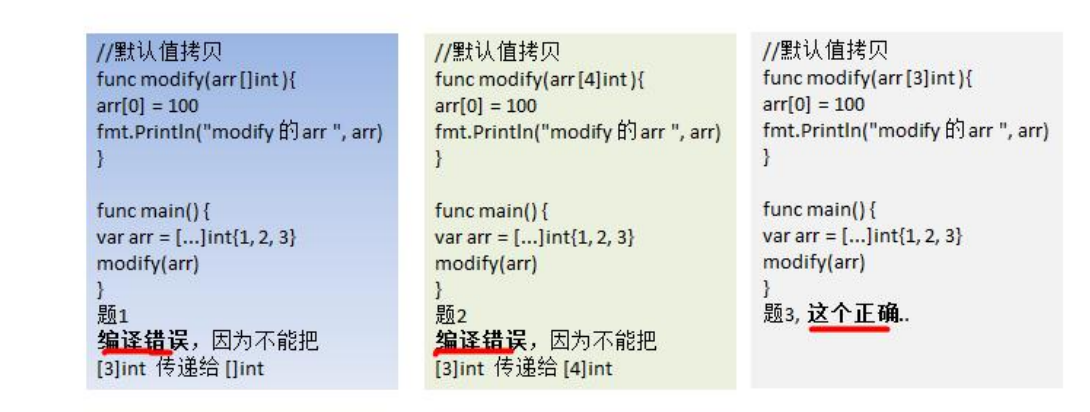 //默认值拷贝
func modify(arr []int ){
arr[0] = 100
fmt.Println("modify 的 arr ", arr)
}
func main() {
var arr = [...]int{1, 2, 3}
modify(arr)
}
题1
编译错误，因为不能把
[3]int 传递给 []int
//默认值拷贝
func modify(arr [4]int ){
arr[0] = 100
fmt.Println("modify 的 arr ", arr)
}
func main() {
var arr = [...]int{1, 2, 3}
modify(arr)
}
题2
编译错误，因为不能把
[3]int 传递给 [4]int
//默认值拷贝
func modify(arr [3]int ){
arr[0] = 100
fmt.Println("modify 的 arr ", arr)
}
func main() {
var arr = [...]int{1, 2, 3}
modify(arr)
}
题3, 这个正确..